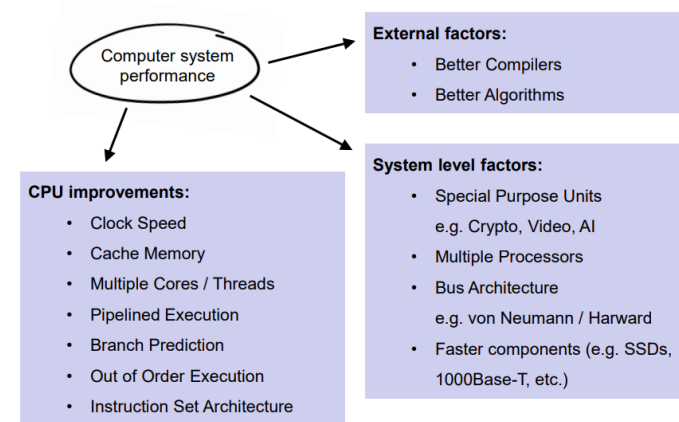 Computer system
performance
External factors:
• Better Compilers
• Better Algorithms
System level factors:
• Special Purpose Units
e.g. Crypto, Video, AI
• Multiple Processors
• Bus Architecture
e.g. von Neumann / Harward
• Faster components (e.g. SSDs,
1000Base-T, etc.)
CPU improvements:
• Clock Speed
• Cache Memory
• Multiple Cores / Threads
• Pipelined Execution
• Branch Prediction
• Out of Order Execution
• Instruction Set Architecture